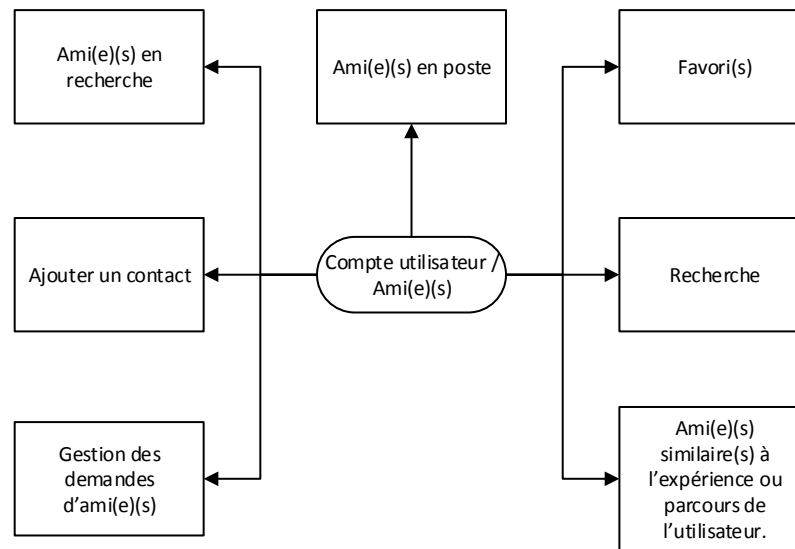 Ami(e)(s) en
recherche
Ami(e)(s) en poste
Favori(s)
Ajouter un contact
Compte utilisateur /
Ami(e)(s)
Recherche
Gestion des
demandes
d’ami(e)(s)
Ami(e)(s)
similaire(s) à
l’expérience ou
parcours de
l’utilisateur.